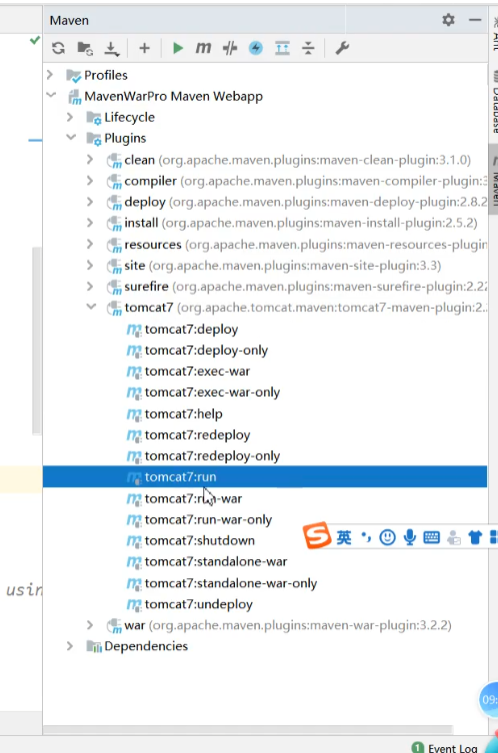 Maven
Profiles
MavenWarPro Maven Webapp
Lifecycle
Plugins
clean (org.apache.maven.plugins:maven-clean-plugin:3.1.0)
compiler (org.apache.maven.plugins:maven-compiler-plugin:3
deploy (org.apache.maven.plugins:maven-deploy-plugin:2.8.2
install (org.apache.maven.plugins:maven-install-plugin:2.5.2)
resources (org.apache.maven.plugins:maven-resources-plugin
site (org.apache.maven.plugins:maven-site-plugin:3.3)
surefire (org.apache.maven.plugins:maven-surefire-plugin:2.22
tomcat7 (org.apache.tomcat.maven:tomcat7-maven-plugin:2..
tomcat7:deploy
tomcat7:deploy-only
tomcat7:exec-war
tomcat7:exec-war-only
tomcat7:help
tomcat7:redeploy
tomcat7:redeploy-only
tomcat7:run
tomcat7:run-war
tomcat7:run-war-only
tomcat7:shutdown
tomcat7:standalone-war
tomcat7:standalone-war-only
tomcat7:undeploy
war (org.apache.maven.plugins:maven-war-plugin:3.2.2)
Dependencies
usin
英
Database
Maven
09:
1 Event Log